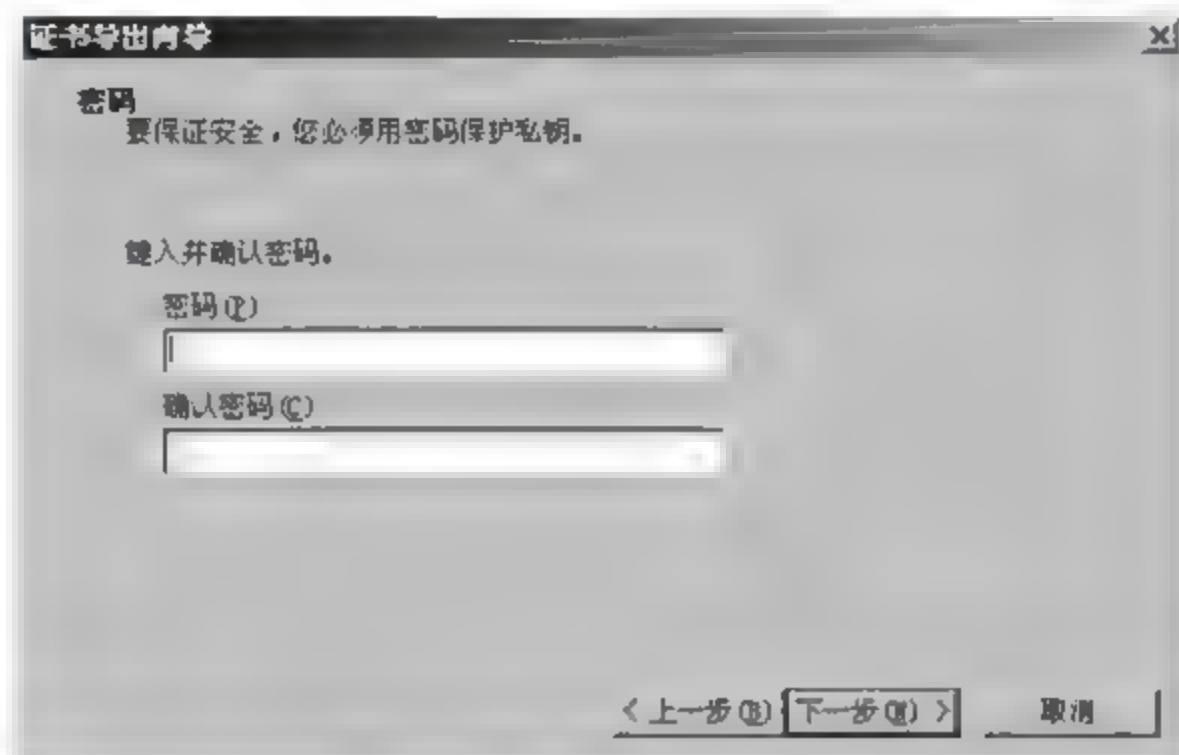 证书导出向导
密码
要保证安全，您必须用密码保护私钥。
键入并确认密码。
密码(P)
确认密码(C)
< 上一步(B) 下一步(N) > 取消